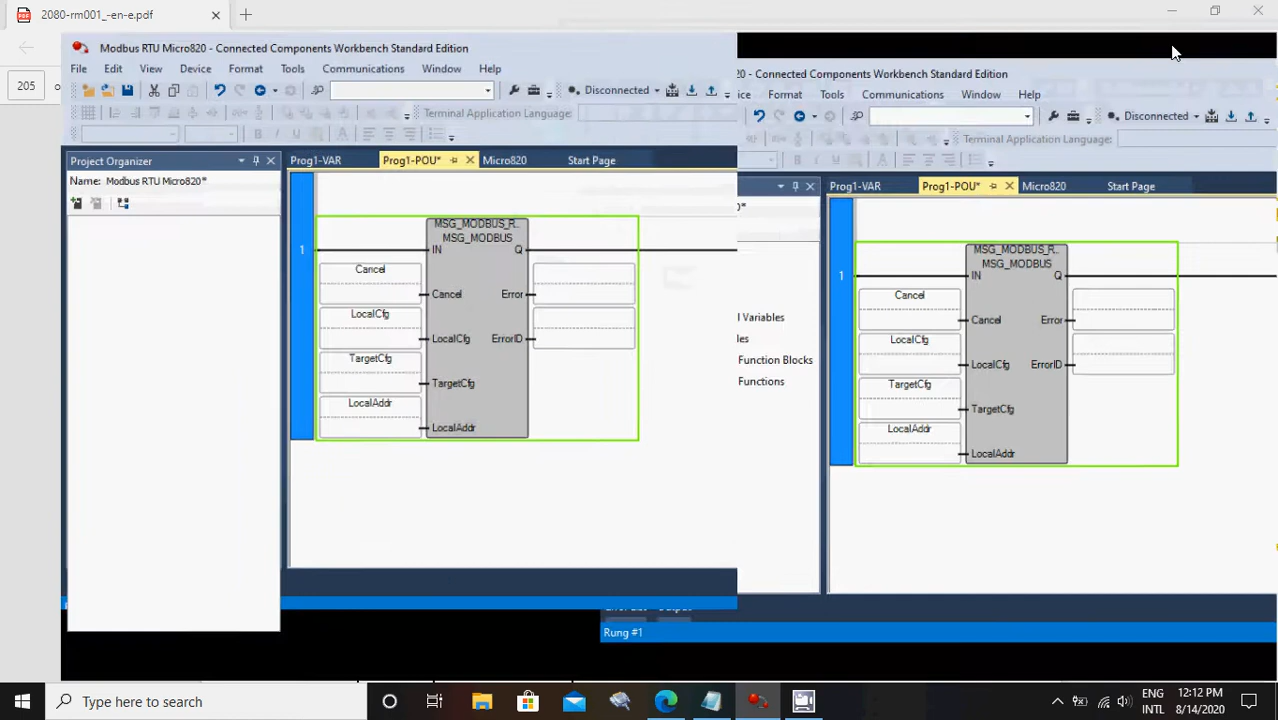 2080-rm001_-en-e.pdf
205
Modbus RTU Micro820 - Connected Components Workbench Standard Edition
File Edit View Device Format Tools Communications Window Help
Disconnected
Terminal Application Language:
Project Organizer
Name: Modbus RTU Micro820*
Prog1-VAR Prog1-POU* Micro820 Start Page
1
MSG_MODBUS_R..
MSG_MODBUS
IN Q
Cancel
Cancel Error
LocalCfg
LocalCfg ErrorID
TargetCfg
TargetCfg
LocalAddr
LocalAddr
20 - Connected Components Workbench Standard Edition
ice Format Tools Communications Window Help
Disconnected
Terminal Application Language:
0*
Prog1-VAR Prog1-POU* Micro820 Start Page
1
MSG_MODBUS_R..
MSG_MODBUS
IN Q
Cancel
Cancel Error
LocalCfg
LocalCfg ErrorID
TargetCfg
TargetCfg
LocalAddr
LocalAddr
l Variables
les
Function Blocks
Functions
Rung #1
Type here to search
ENG
INTL
12:12 PM
8/14/2020